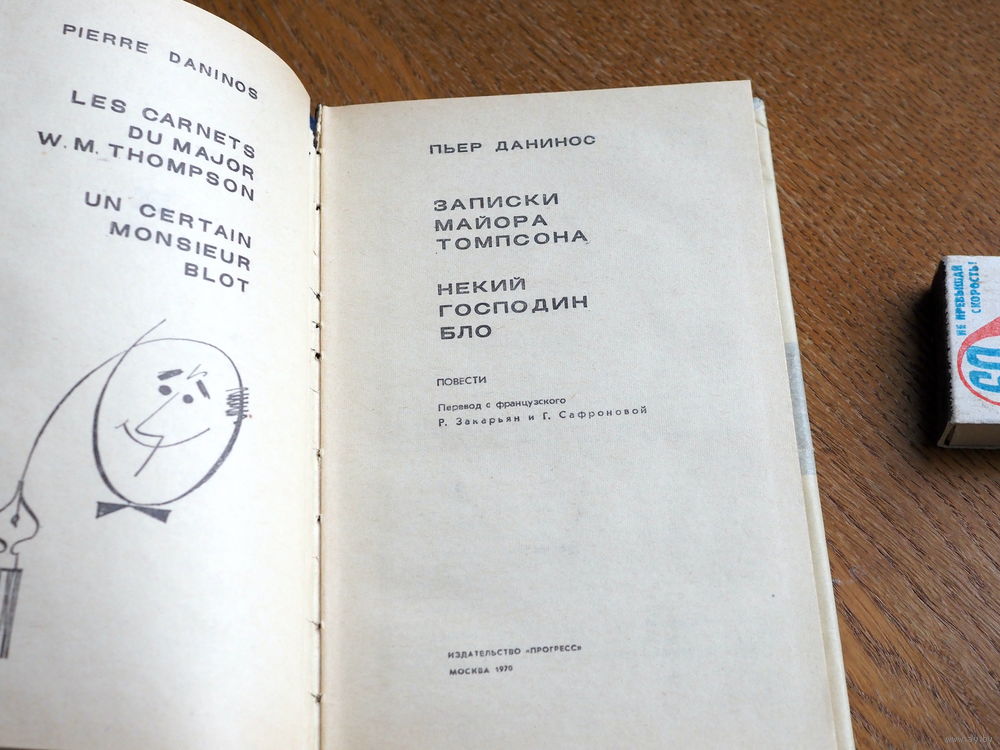 PIERRE DANINOS
LES CARNETS
DU MAJOR
W. M. THOMPSON
UN CERTAIN
MONSIEUR
BLOT
ПЬЕР ДАНИНОС
ЗАПИСКИ
МАЙОРА
ТОМПСОНА
НЕКИЙ
ГОСПОДИН
БЛО
ПОВЕСТИ
Перевод с французского
Р. Закарьян и Г. Сафроновой
ИЗДАТЕЛЬСТВО «ПРОГРЕСС»
МОСКВА 1970
НЕ ПРЕВЫШАЙ
СКОРОСТЬ!